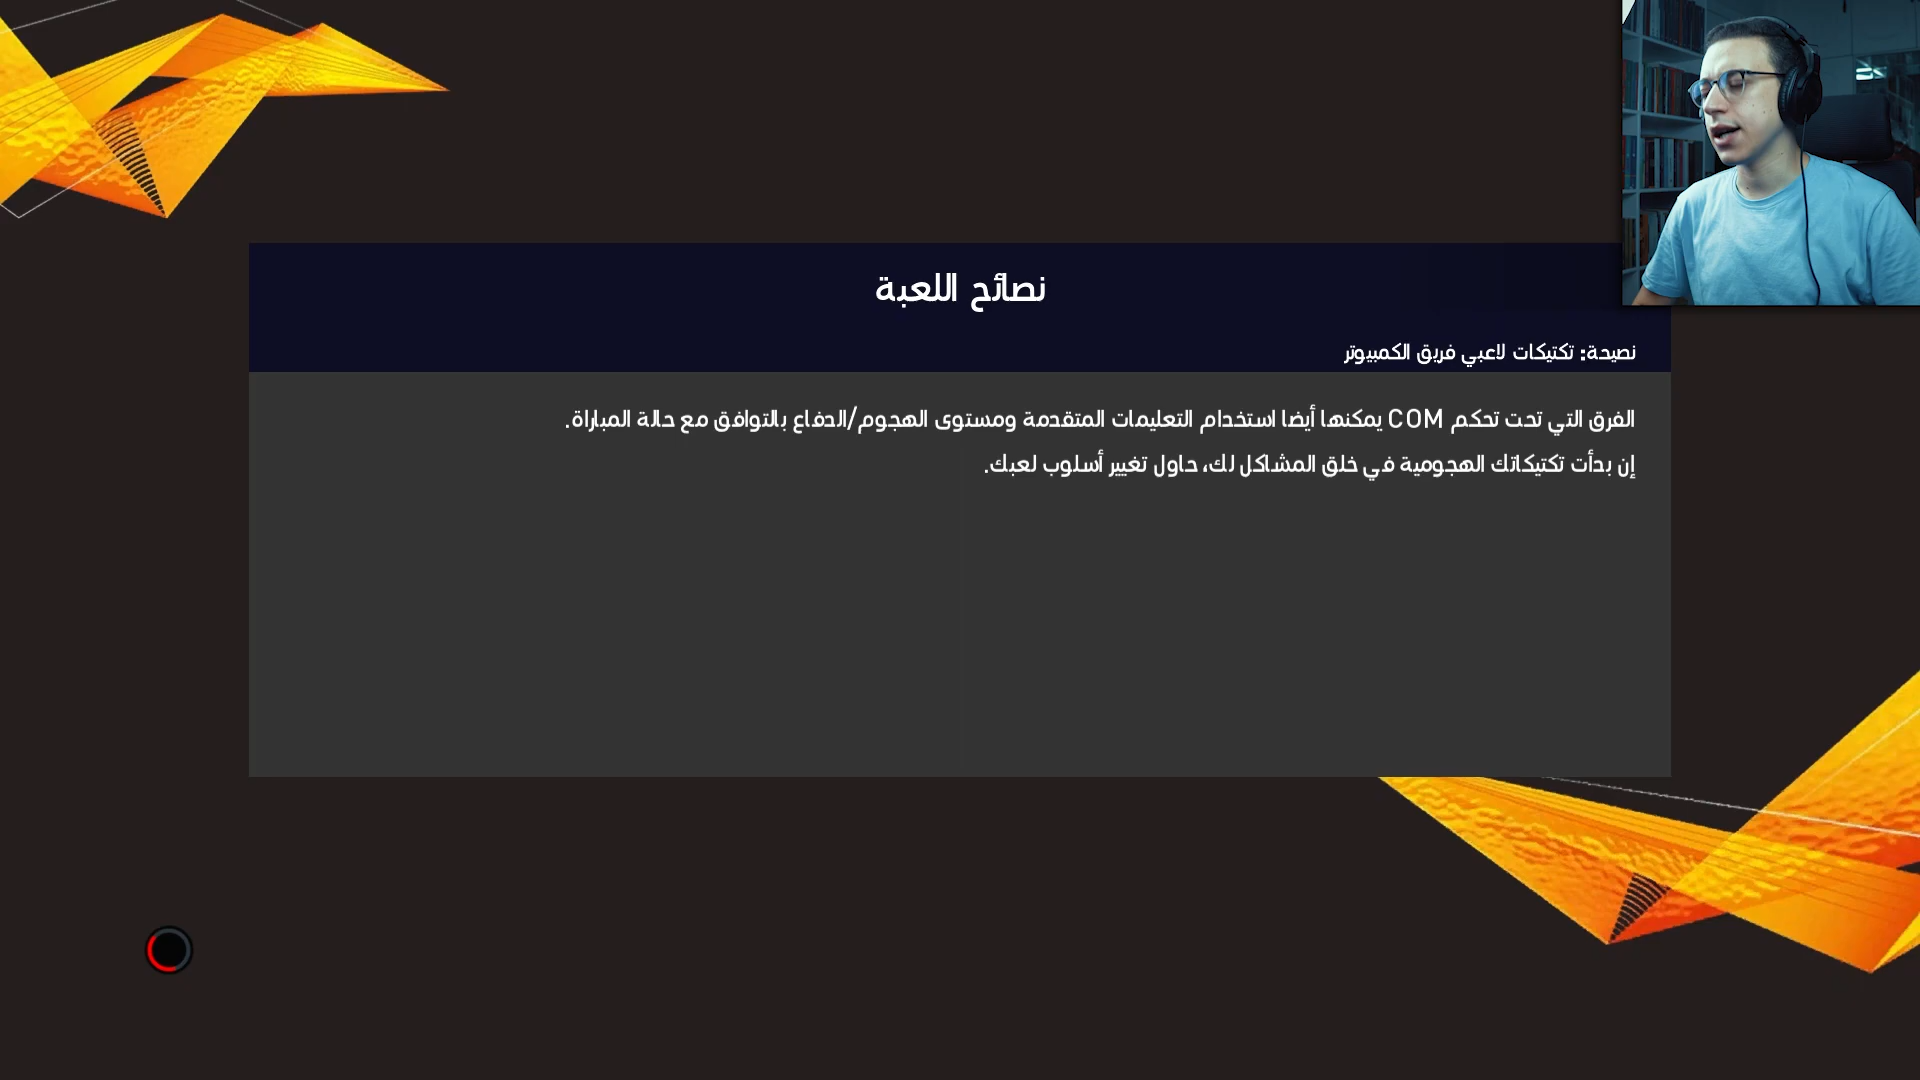 نصائح اللعبة
نصيحة: تكتيكات لاعبي فريق الكمبيوتر
الفرق التي تحت تحكم COM يمكنها أيضا استخدام التعليمات المتقدمة ومستوى الهجوم/الدفاع بالتوافق مع حالة المباراة.
إن بدأت تكتيكاتك الهجومية في خلق المشاكل لك، حاول تغيير أسلوب لعبك.